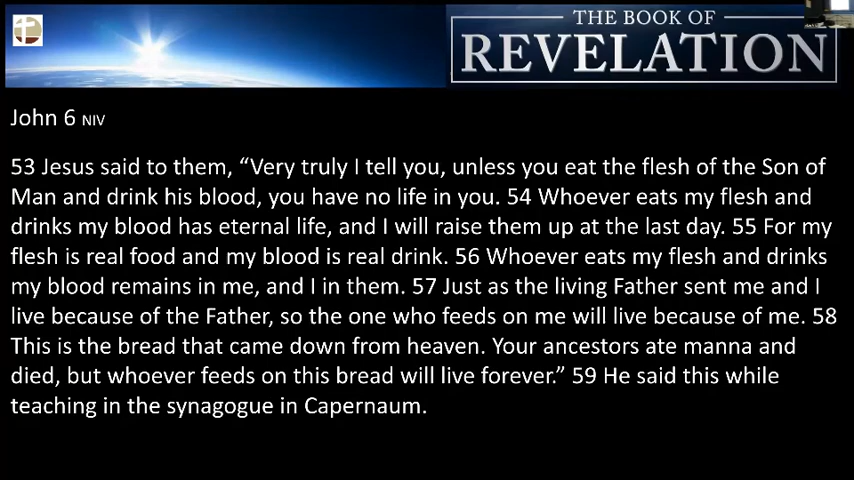 THE BOOK OF
REVELATION
John 6 NIV
53 Jesus said to them, “Very truly I tell you, unless you eat the flesh of the Son of
Man and drink his blood, you have no life in you. 54 Whoever eats my flesh and
drinks my blood has eternal life, and I will raise them up at the last day. 55 For my
flesh is real food and my blood is real drink. 56 Whoever eats my flesh and drinks
my blood remains in me, and I in them. 57 Just as the living Father sent me and I
live because of the Father, so the one who feeds on me will live because of me. 58
This is the bread that came down from heaven. Your ancestors ate manna and
died, but whoever feeds on this bread will live forever.” 59 He said this while
teaching in the synagogue in Capernaum.